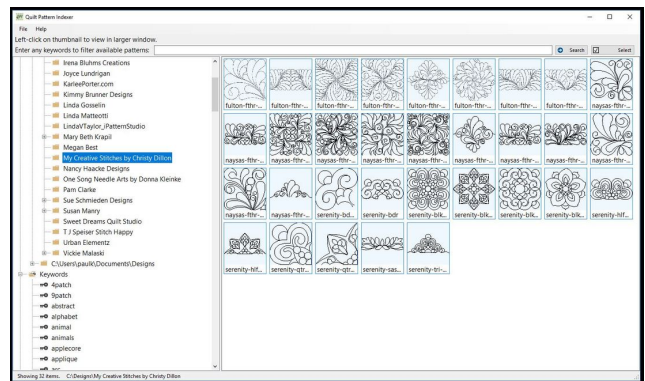 Quilt Pattern Indexer
File Help
Left-click on thumbnail to view in larger window.
Enter any keywords to filter available patterns:
Search
Select
Irena Bluhms Creations
Joyce Lundrigan
KarleePorter.com
Kimmy Brunner Designs
Linda Gosselin
Linda Matteotti
LindaVTaylor_iPatternStudio
Mary Beth Krapil
Megan Best
My Creative Stitches by Christy Dillon
Nancy Haacke Designs
One Song Needle Arts by Donna Kleinke
Pam Clarke
Sue Schmieden Designs
Susan Manry
Sweet Dreams Quilt Studio
T J Speiser Stitch Happy
Urban Elementz
Vickie Malaski
C:\Users\paulk\Documents\Designs
Keywords
4patch
9patch
abstract
alphabet
animal
animals
applecore
applique
arc
fulton-fthr-... fulton-fthr-... fulton-fthr-... fulton-fthr-... fulton-fthr-... fulton-fthr-... fulton-fthr-... naysas-fthr-...
naysas-fthr-... naysas-fthr-... naysas-fthr-... naysas-fthr-... naysas-fthr-... naysas-fthr-... naysas-fthr-... naysas-fthr-...
naysas-fthr-... naysas-fthr-... serenity-bd... serenity-bdr serenity-blk... serenity-blk... serenity-blk... serenity-blk... serenity-hlf...
serenity-hlf... serenity-qtr... serenity-qtr... serenity-sas... serenity-tri-...
Showing 32 items. C:\Designs\My Creative Stitches by Christy Dillon